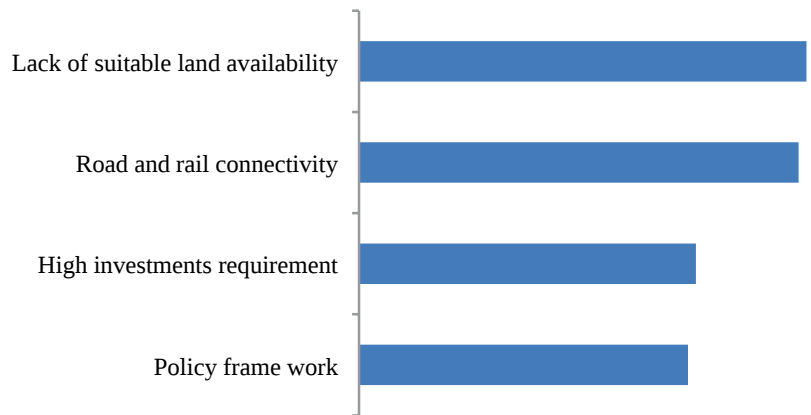 Lack of suitable land availability
Road and rail connectivity
High investments requirement
Policy frame work